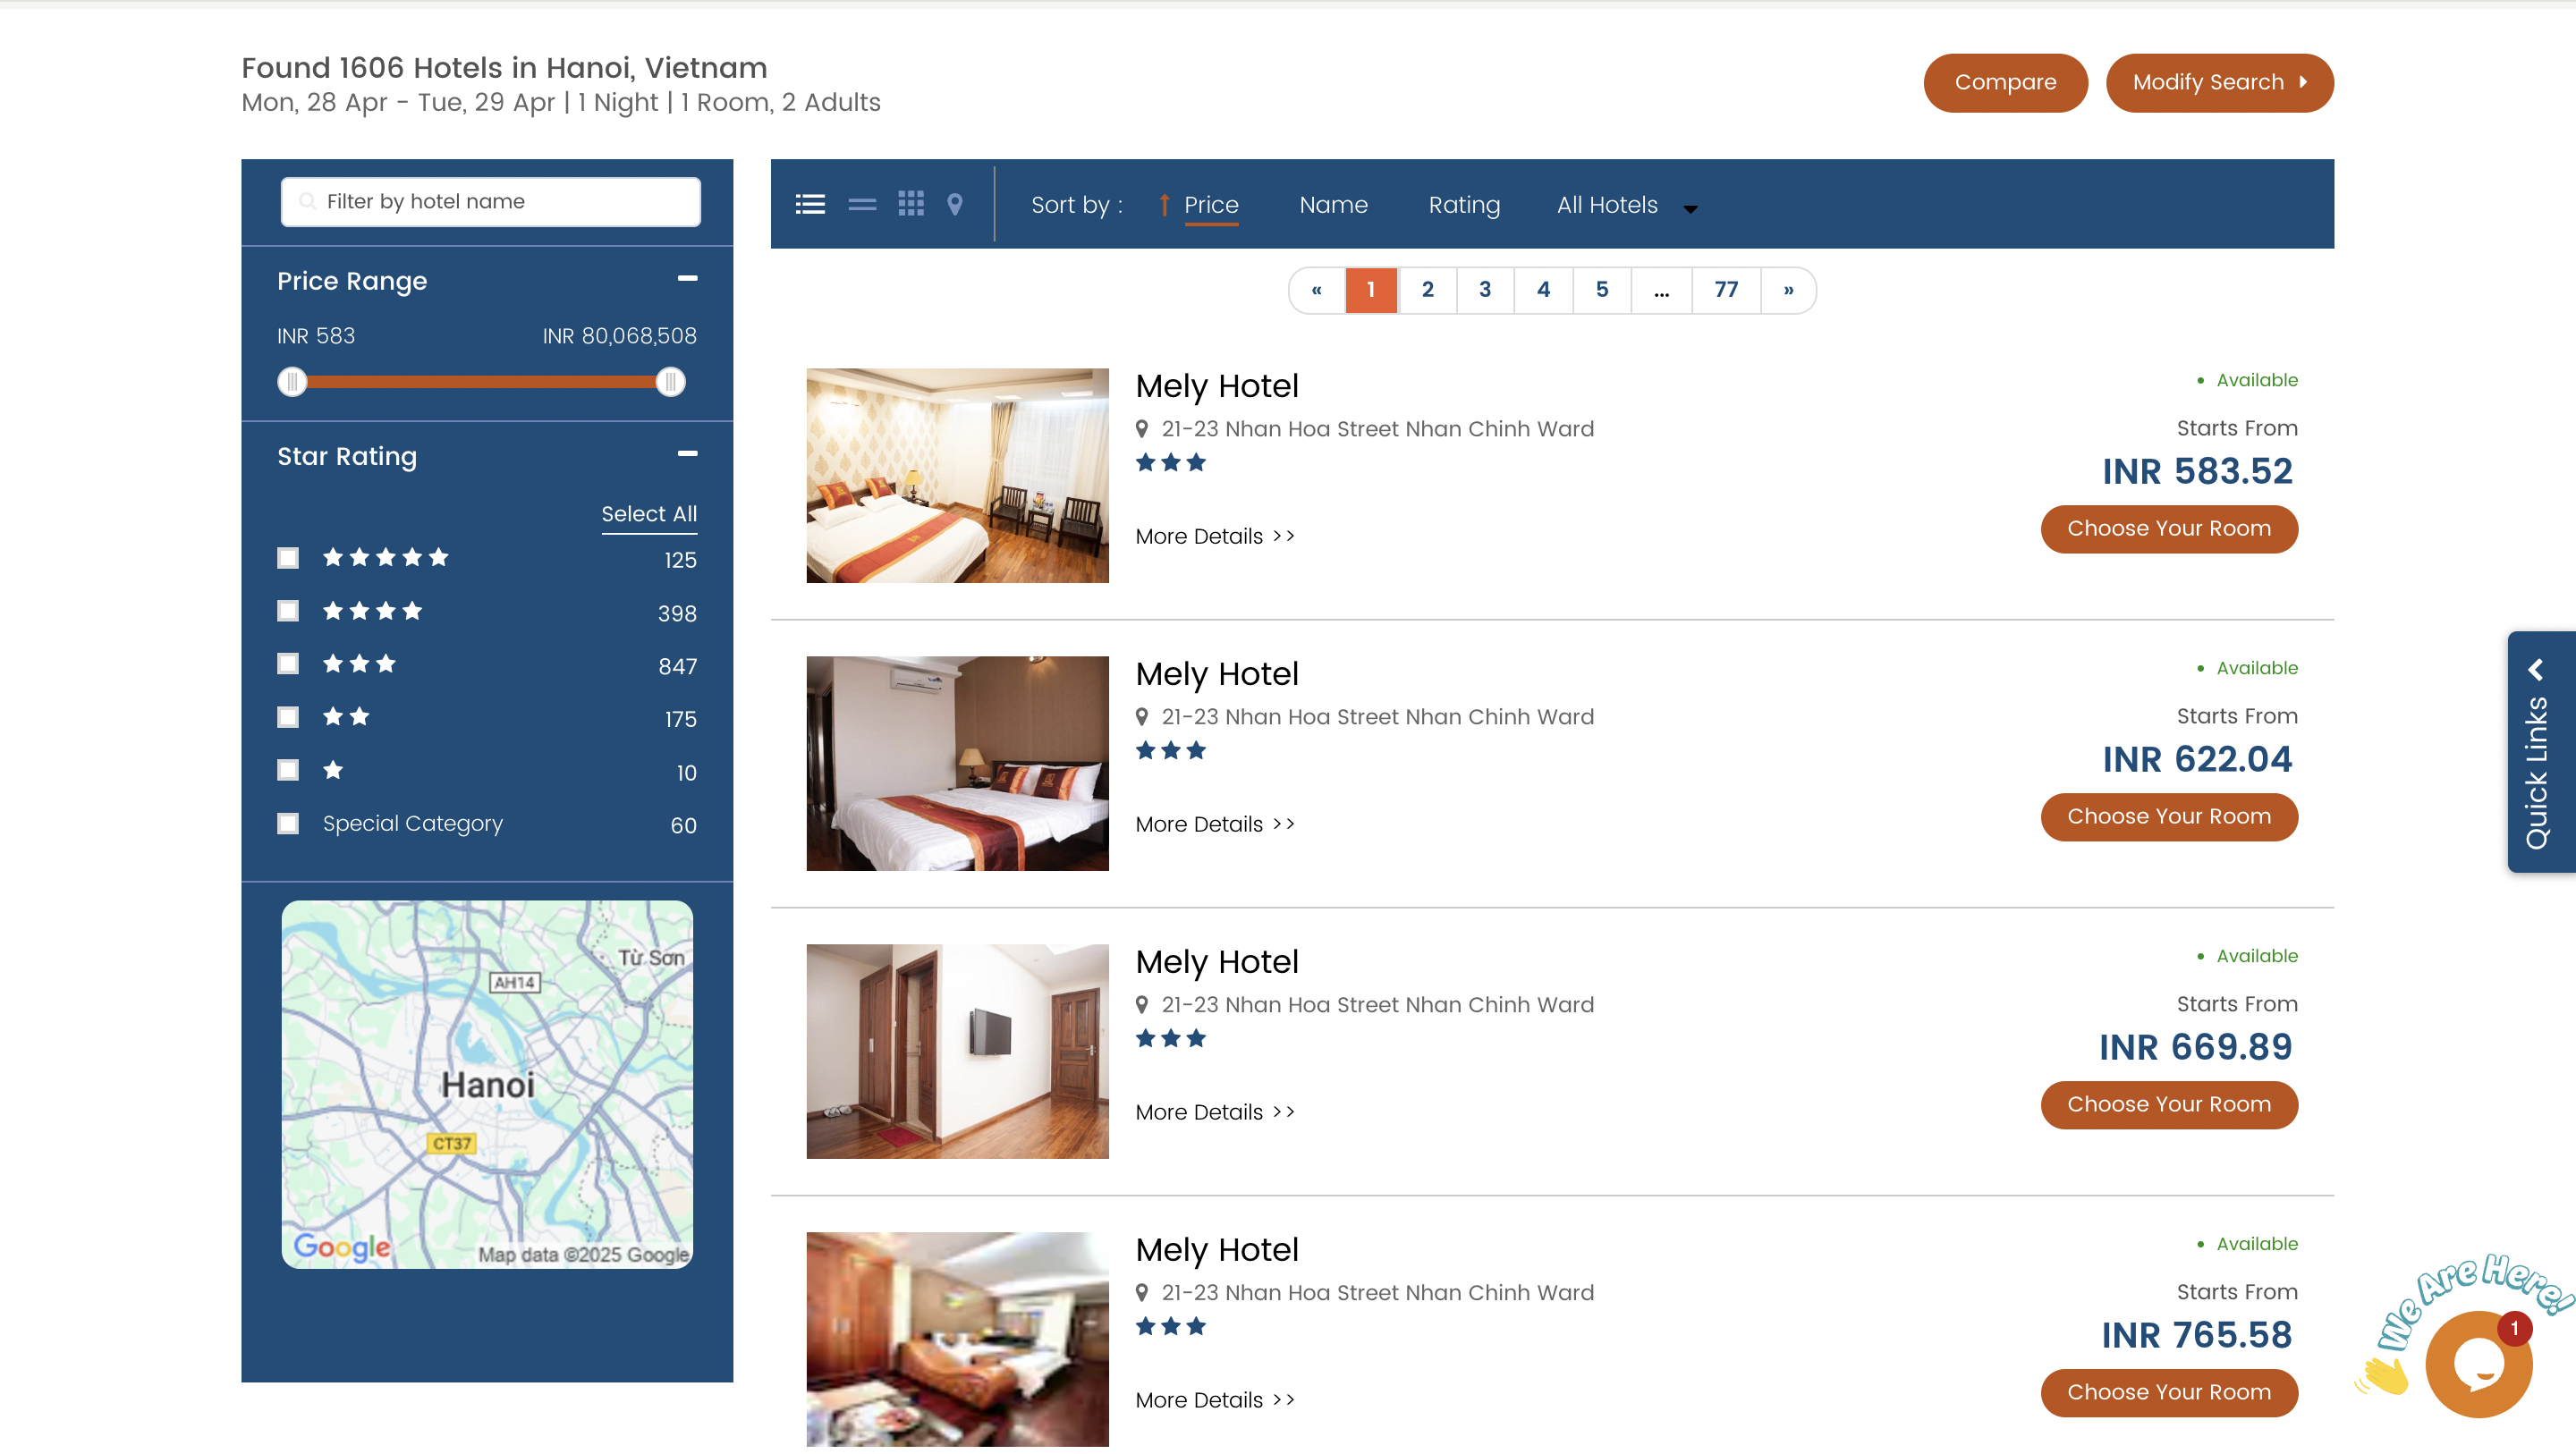 Found 1606 Hotels in Hanoi, Vietnam
Mon, 28 Apr - Tue, 29 Apr | 1 Night | 1 Room, 2 Adults
Compare
Modify Search
Filter by hotel name
Price Range
INR 583 INR 80,068,508
Star Rating
Select All
125
398
847
175
10
Special Category 60
Từ Sơn
AH14
Hanoi
CT37
Google
Map data ©2025 Google
Sort by : Price Name Rating All Hotels
« 1 2 3 4 5 ... 77 »
Mely Hotel
21-23 Nhan Hoa Street Nhan Chinh Ward
More Details >>
• Available
Starts From
INR 583.52
Choose Your Room
Mely Hotel
21-23 Nhan Hoa Street Nhan Chinh Ward
More Details >>
• Available
Starts From
INR 622.04
Choose Your Room
Mely Hotel
21-23 Nhan Hoa Street Nhan Chinh Ward
More Details >>
• Available
Starts From
INR 669.89
Choose Your Room
Mely Hotel
21-23 Nhan Hoa Street Nhan Chinh Ward
More Details >>
• Available
Starts From
INR 765.58
Choose Your Room
Quick Links
We Are Here!
1